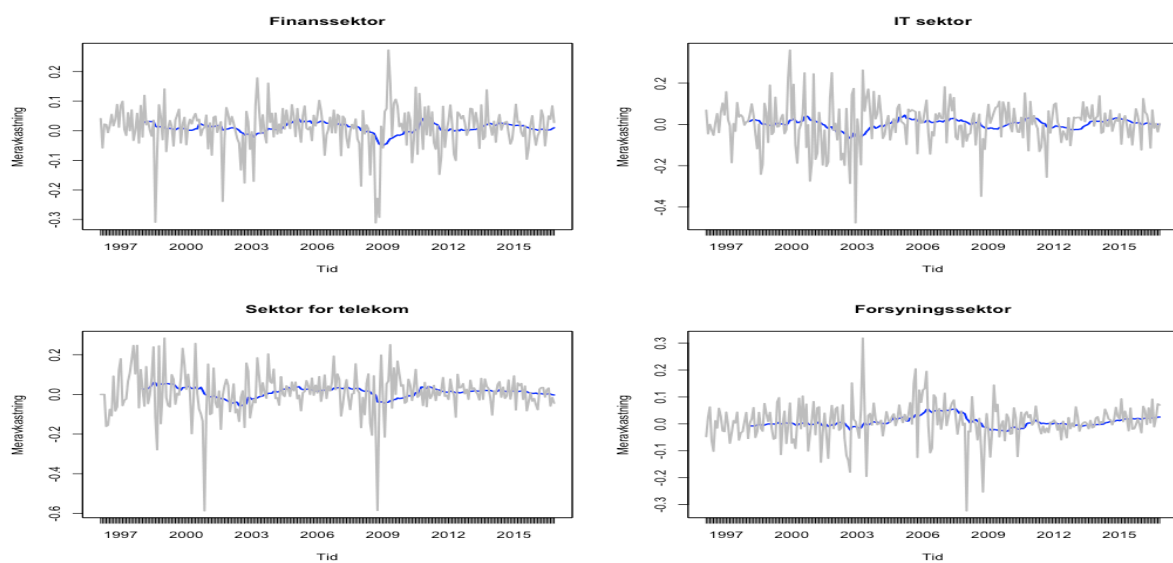 Finanssektor
Meravkastning
0.2
0.1
0.0
-0.1
-0.2
-0.3
1997 2000 2003 2006 2009 2012 2015
Tid
IT sektor
Meravkastning
0.2
0.0
-0.2
-0.4
1997 2000 2003 2006 2009 2012 2015
Tid
Sektor for telekom
Meravkastning
0.2
0.0
-0.2
-0.4
-0.6
1997 2000 2003 2006 2009 2012 2015
Tid
Forsyningssektor
Meravkastning
0.3
0.2
0.1
0.0
-0.1
-0.2
-0.3
1997 2000 2003 2006 2009 2012 2015
Tid